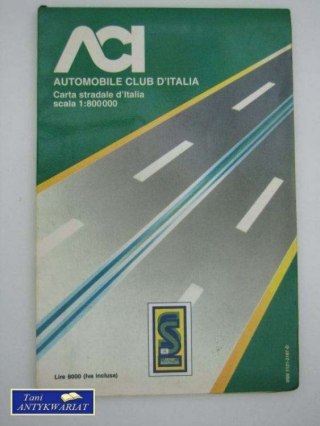 ACI
AUTOMOBILE CLUB D'ITALIA
Carta stradale d'Italia
scala 1:800000
Lire 8000 (Iva inclusa)
Tani
ANTYKWARIAT